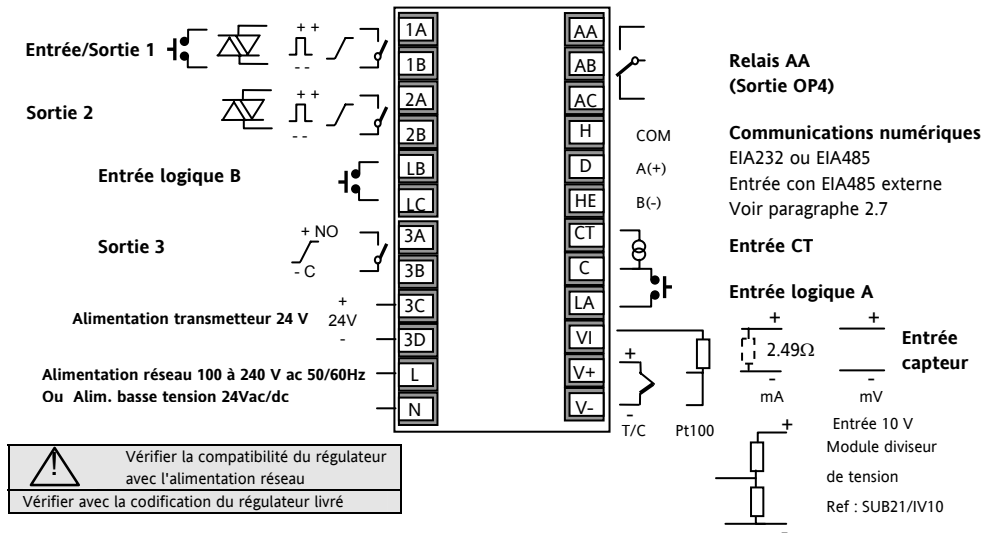 Entrée/Sortie 1
+ +
- -
1A
1B
Sortie 2
+ +
- -
2A
2B
Entrée logique B
LB
LC
Sortie 3
+ NO
- C
3A
3B
Alimentation transmetteur 24 V
+
24V
-
3C
3D
Alimentation réseau 100 à 240 V ac 50/60Hz
Ou Alim. basse tension 24Vac/dc
L
N
Vérifier la compatibilité du régulateur
avec l'alimentation réseau
!
Vérifier avec la codification du régulateur livré
AA
AB
AC
Relais AA
(Sortie OP4)
H
COM
D
A(+)
HE
B(-)
Communications numériques
EIA232 ou EIA485
Entrée con EIA485 externe
Voir paragraphe 2.7
CT
C
LA
Entrée CT
Entrée logique A
VI
V+
V-
+
-
T/C
Pt100
+
2.49Ω
-
mA
+
-
mV
Entrée
capteur
+
Entrée 10 V
Module diviseur
de tension
Ref : SUB21/IV10